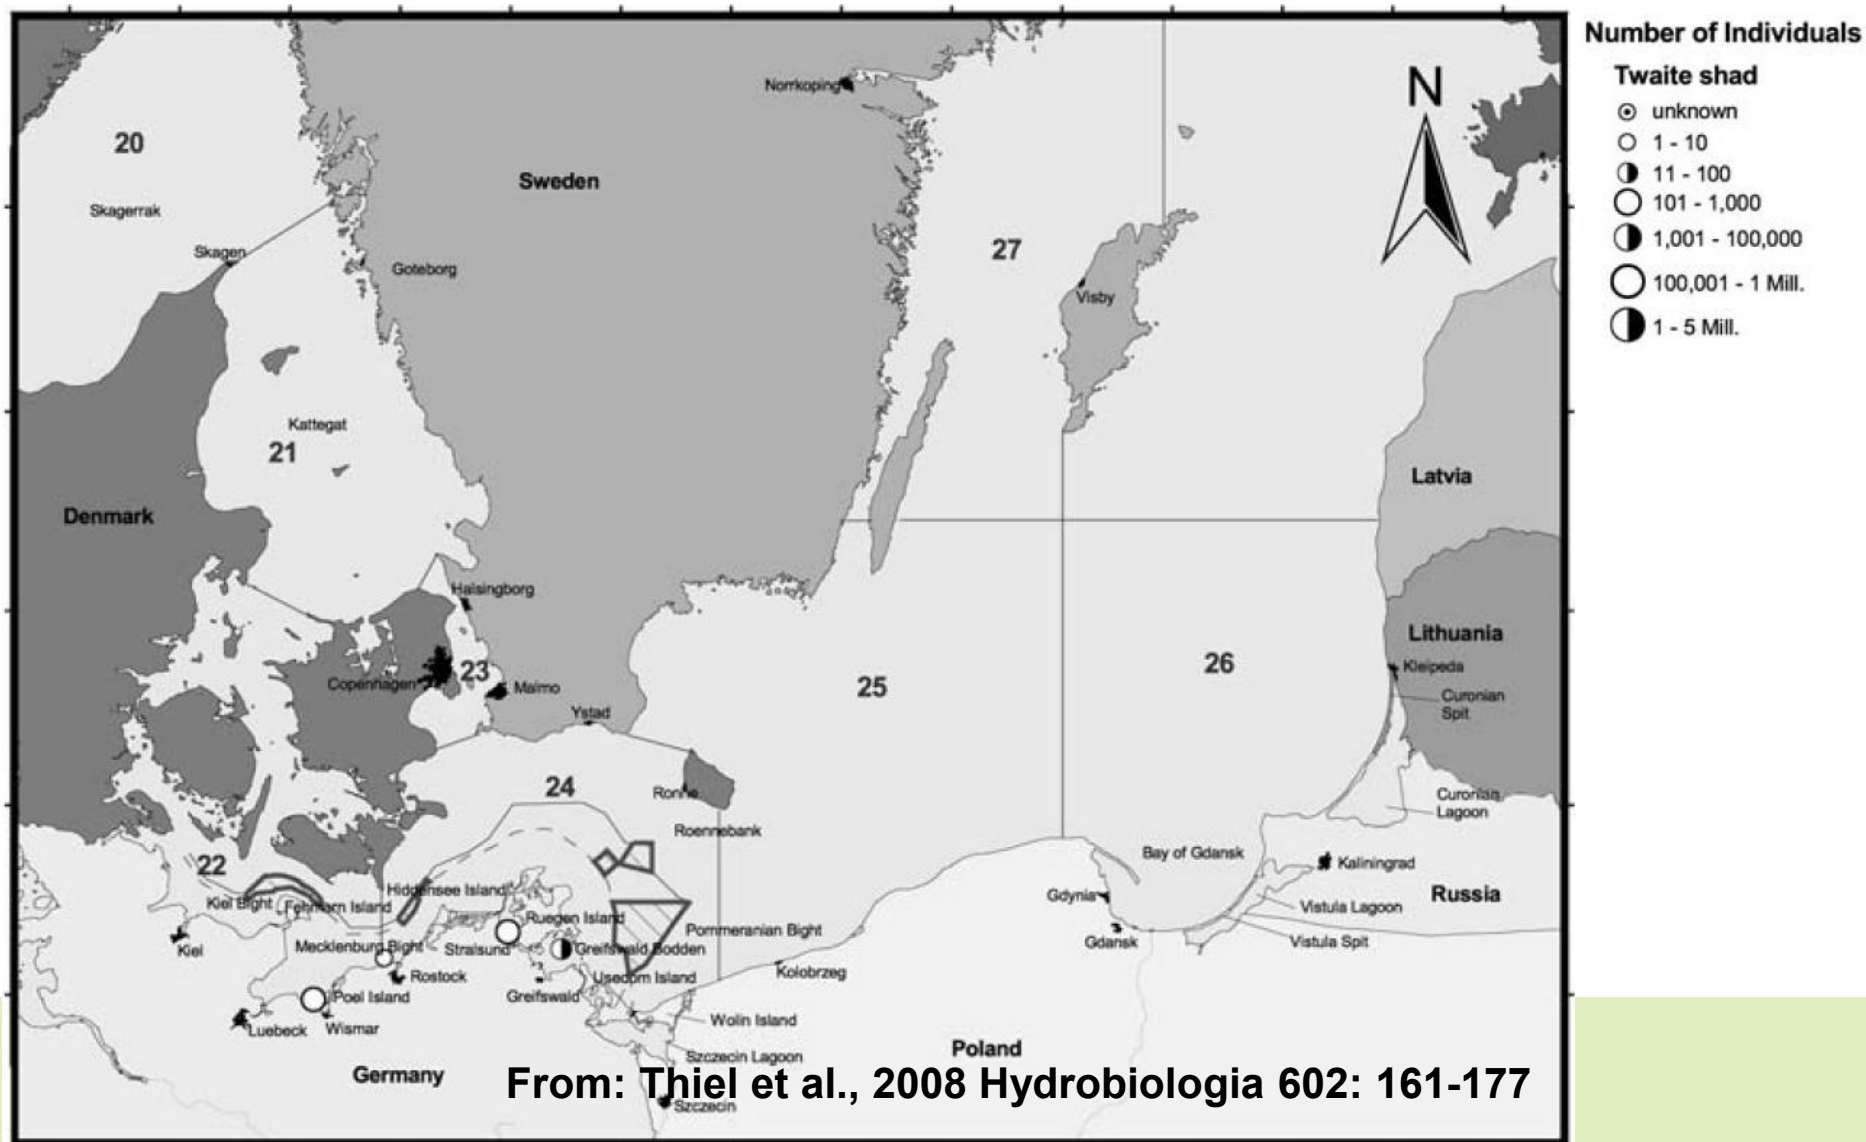 Number of Individuals
Twaite shad
unknown
1 - 10
11 - 100
101 - 1,000
1,001 - 100,000
100,001 - 1 Mill.
1 - 5 Mill.
N
Norrkoping
20
Sweden
Skagerrak
27
Skagen
Goteborg
Visby
Kattegat
21
Latvia
Denmark
Halsingborg
Lithuania
26
Kleipeda
23
Copenhagen
Malmo
25
Curonian
Spit
Ystad
24
Ronne
Curonian
Lagoon
Roennebank
22
Bay of Gdansk
Kaliningrad
Hiddensee Island
Russia
Kiel Bight
Fehmarn Island
Gdynia
Vistula Lagoon
Ruegen Island
Pommeranian Bight
Kiel
Mecklenburg Bight
Stralsund
Greifswald Bodden
Gdansk
Vistula Spit
Rostock
Usedom Island
Kolobrzeg
Poel Island
Greifswald
Luebeck
Wismar
Wolin Island
Szczecin Lagoon
Poland
Germany
From: Thiel et al., 2008 Hydrobiologia 602: 161-177
Szczecin